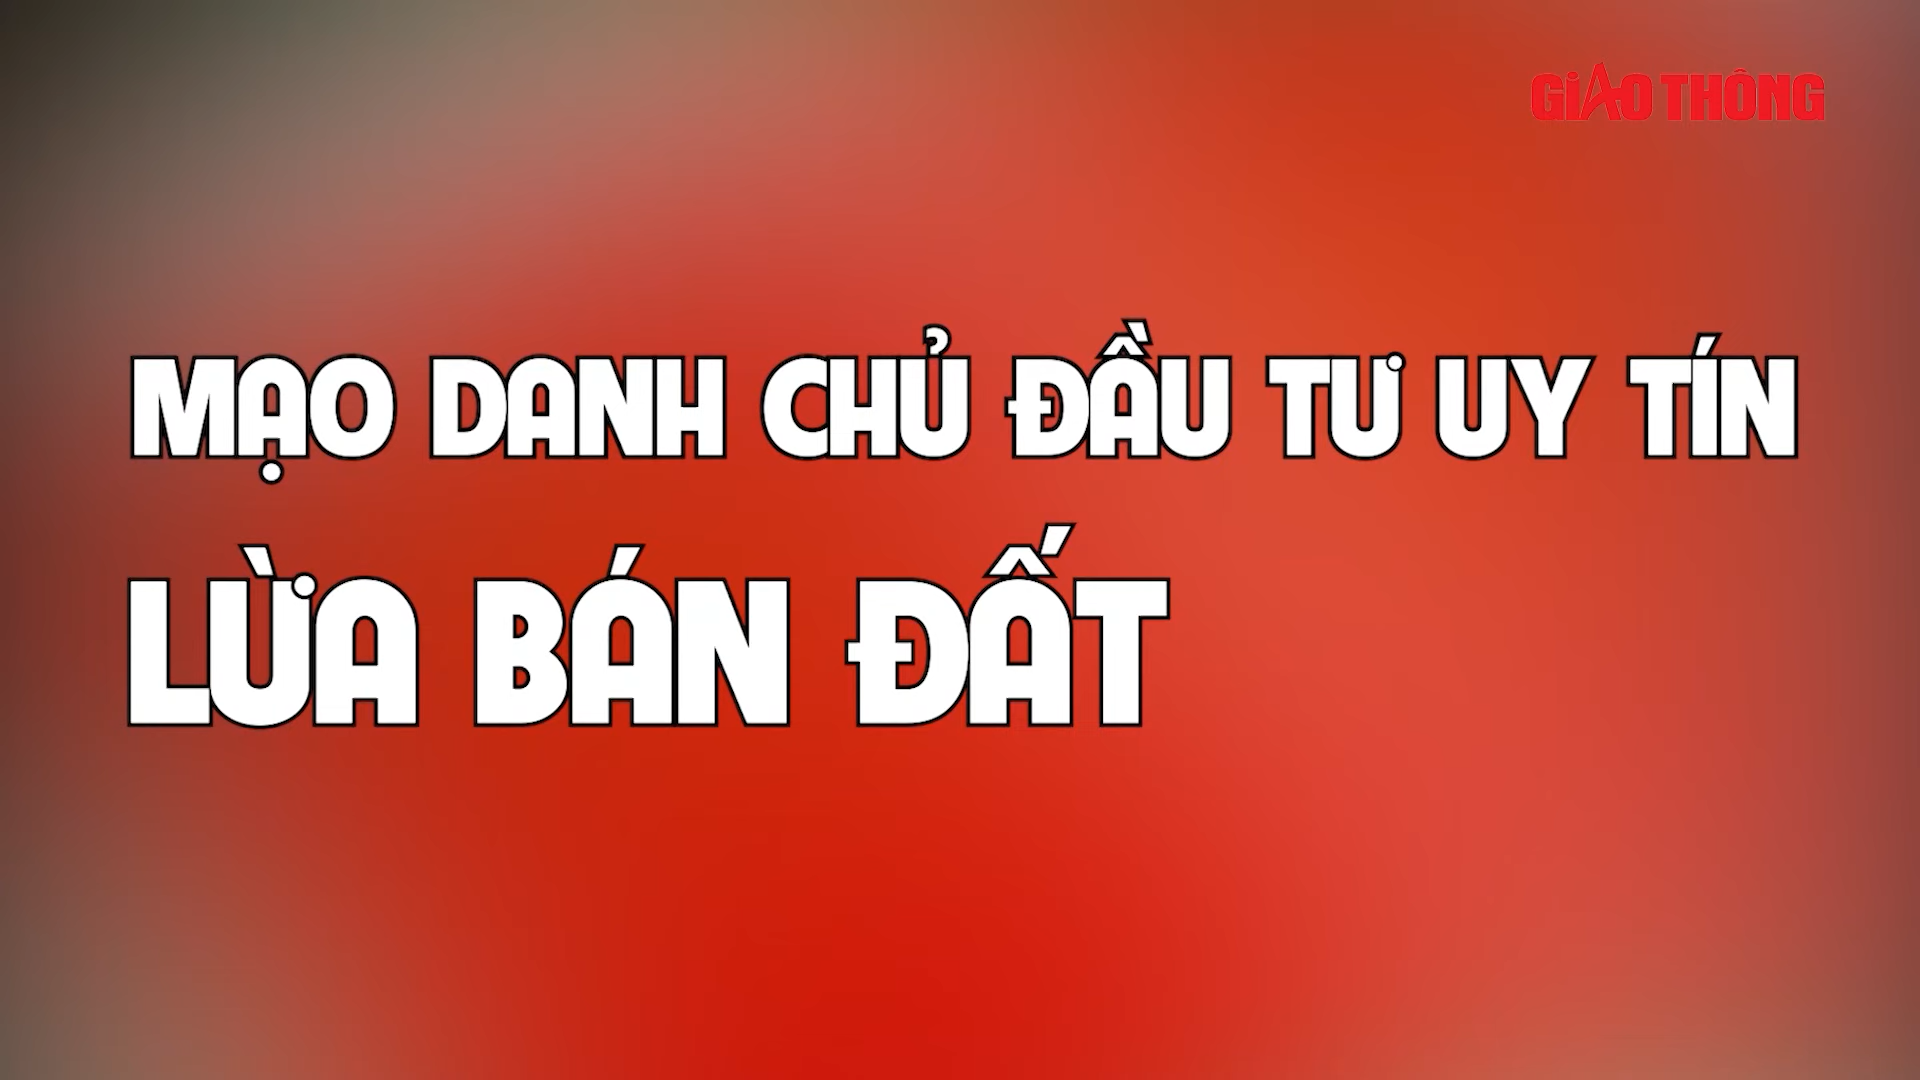 GIAO THÔNG
MẠO DANH CHỦ ĐẦU TƯ UY TÍN
LỪA BÁN ĐẤT